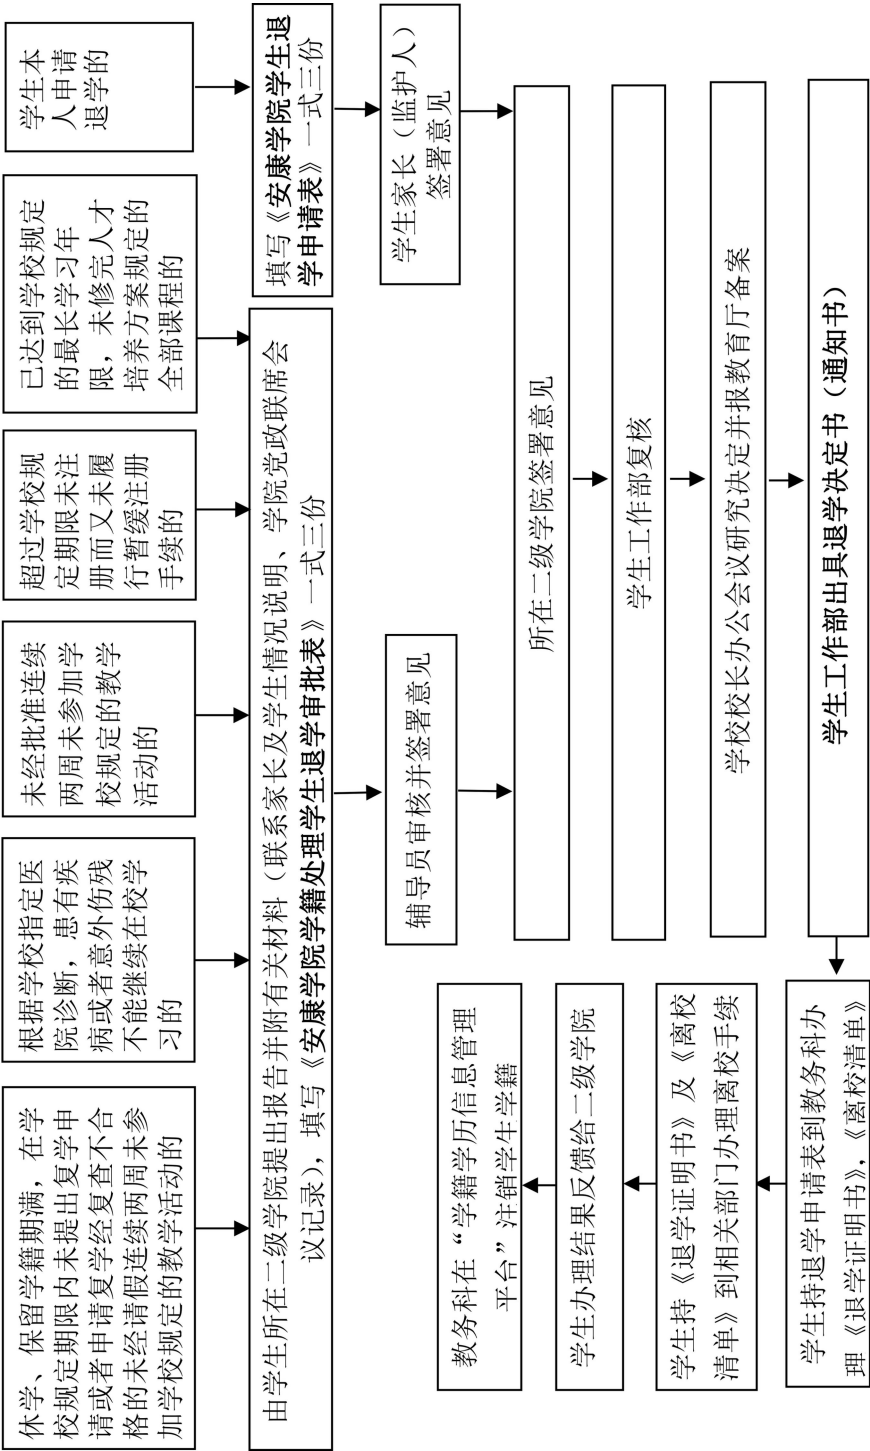 休学、保留学籍期满，在学
校规定期限内未提出复学申
请或者申请复学经复查不合
格的未经请假连续两周未参
加学校规定的教学活动的
根据学校指定医
院诊断，患有疾
病或者意外伤残
不能继续在校学
习的
未经批准连续
两周未参加学
校规定的教学
活动的
超过学校规
定期限未注
册而又未履
行暂缓注册
手续的
已达到学校规定
的最长学习年
限，未修完人才
培养方案规定的
全部课程的
学生本
人申请
退学的
由学生所在二级学院提出报告并附有关材料（联系家长及学生情况说明、学院党政联席会
议记录），填写《安康学院学籍处理学生退学审批表》一式三份
填写《安康学院学生退
学申请表》一式三份
辅导员审核并签署意见
学生家长（监护人）
签署意见
所在二级学院签署意见
学生工作部复核
学校校长办公会议研究决定并报教育厅备案
学生工作部出具退学决定书（通知书）
学生持退学申请表到教务科办
理《退学证明书》，《离校清单》
学生持《退学证明书》及《离校
清单》到相关部门办理离校手续
学生办理结果反馈给二级学院
教务科在“学籍学历信息管理
平台”注销学生学籍